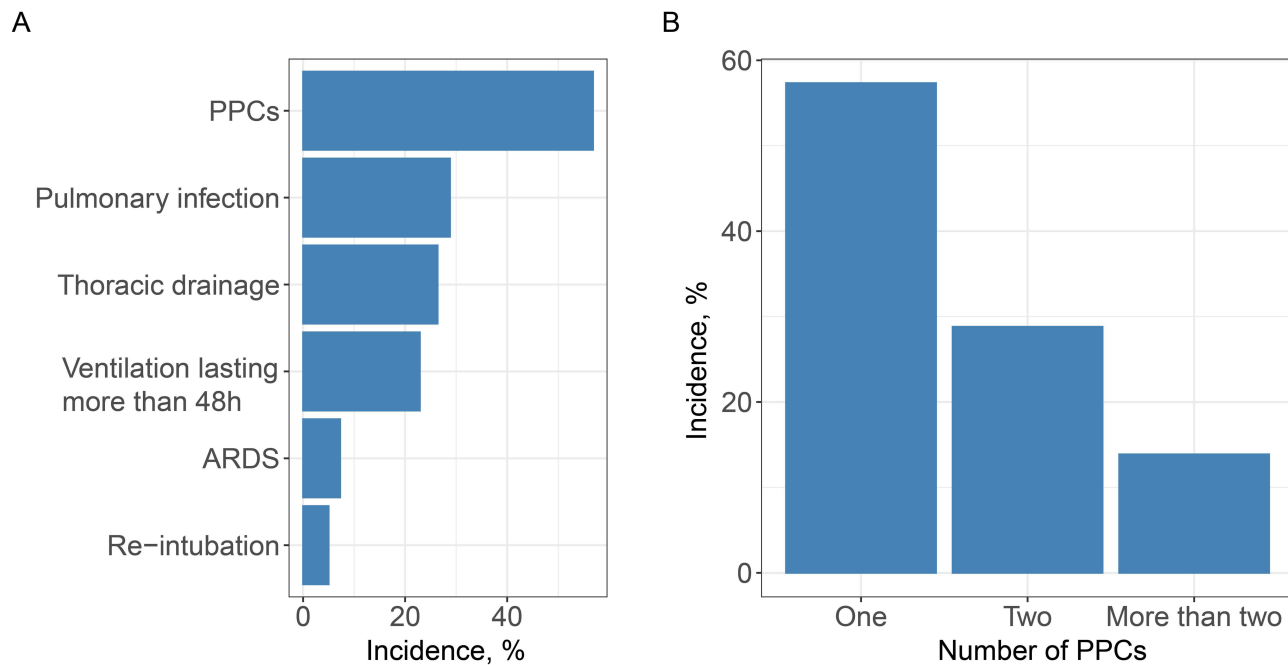 A
PPCs
Pulmonary infection
Thoracic drainage
Ventilation lasting
more than 48h
ARDS
Re−intubation
0 20 40
Incidence, %
B
60
40
20
0
Incidence, %
One Two More than two
Number of PPCs